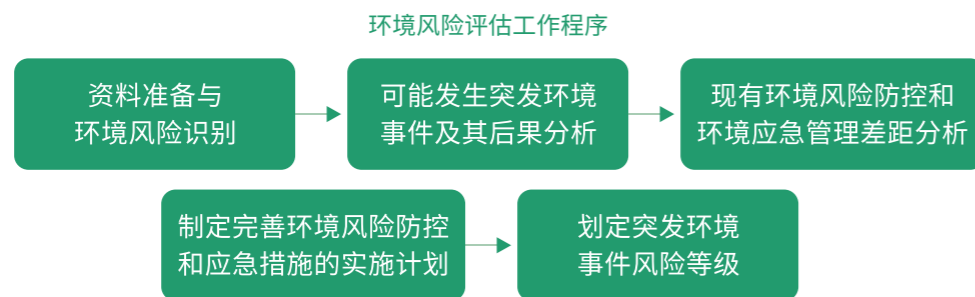 环境风险评估工作程序
资料准备与
环境风险识别
可能发生突发环境
事件及其后果分析
现有环境风险防控和
环境应急管理差距分析
制定完善环境风险防控
和应急措施的实施计划
划定突发环境
事件风险等级